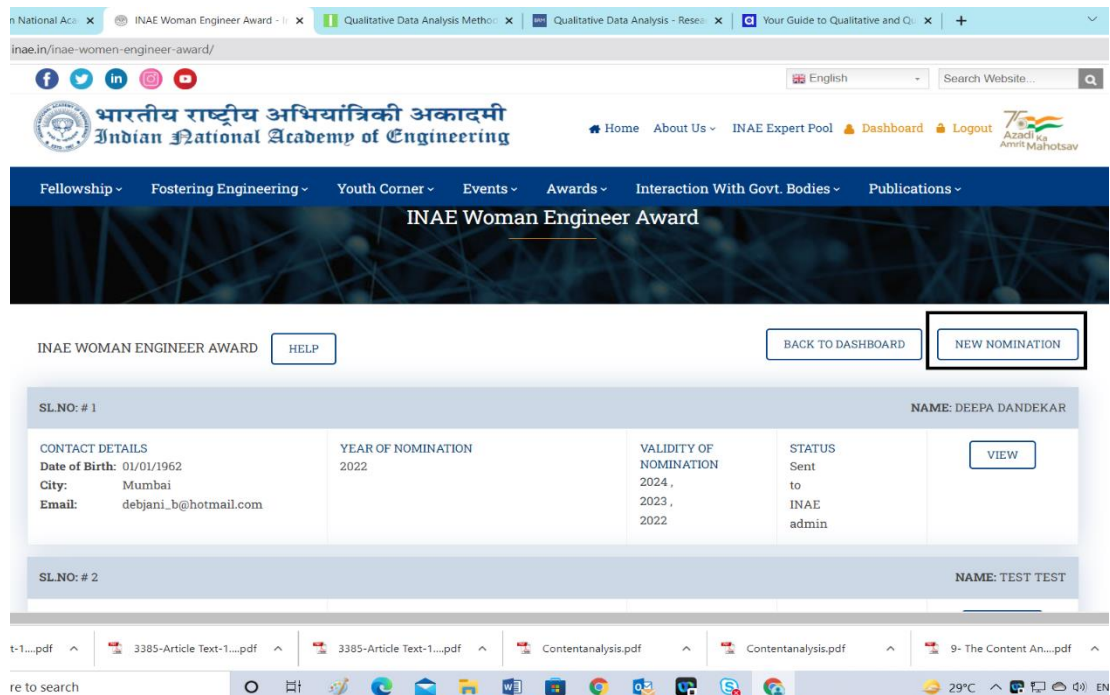 n National Aca
INAE Woman Engineer Award - I
Qualitative Data Analysis Method
Qualitative Data Analysis - Resea
Your Guide to Qualitative and Qu
inae.in/inae-women-engineer-award/
English
Search Website...
भारतीय राष्ट्रीय अभियांत्रिकी अकादमी
Indian National Academy of Engineering
Home About Us INAE Expert Pool Dashboard Logout
75 Azadi Ka Amrit Mahotsav
Fellowship Fostering Engineering Youth Corner Events Awards Interaction With Govt. Bodies Publications
INAE Woman Engineer Award
INAE WOMAN ENGINEER AWARD HELP BACK TO DASHBOARD NEW NOMINATION
SL.NO: # 1 NAME: DEEPA DANDEKAR
CONTACT DETAILS
Date of Birth: 01/01/1962
City: Mumbai
Email: debjani_b@hotmail.com
YEAR OF NOMINATION
2022
VALIDITY OF
NOMINATION
2024 ,
2023 ,
2022
STATUS
Sent
to
INAE
admin
VIEW
SL.NO: # 2 NAME: TEST TEST
t-1....pdf 3385-Article Text-1....pdf 3385-Article Text-1....pdf Contentanalysis.pdf Contentanalysis.pdf 9- The Content An....pdf
re to search 29°C EN